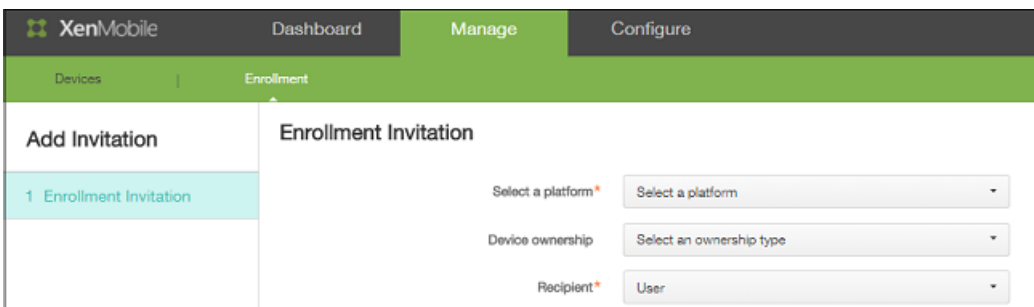 XenMobile Dashboard Manage Configure
Devices | Enrollment
Add Invitation
Enrollment Invitation
1 Enrollment Invitation
Select a platform* Select a platform
Device ownership Select an ownership type
Recipient* User